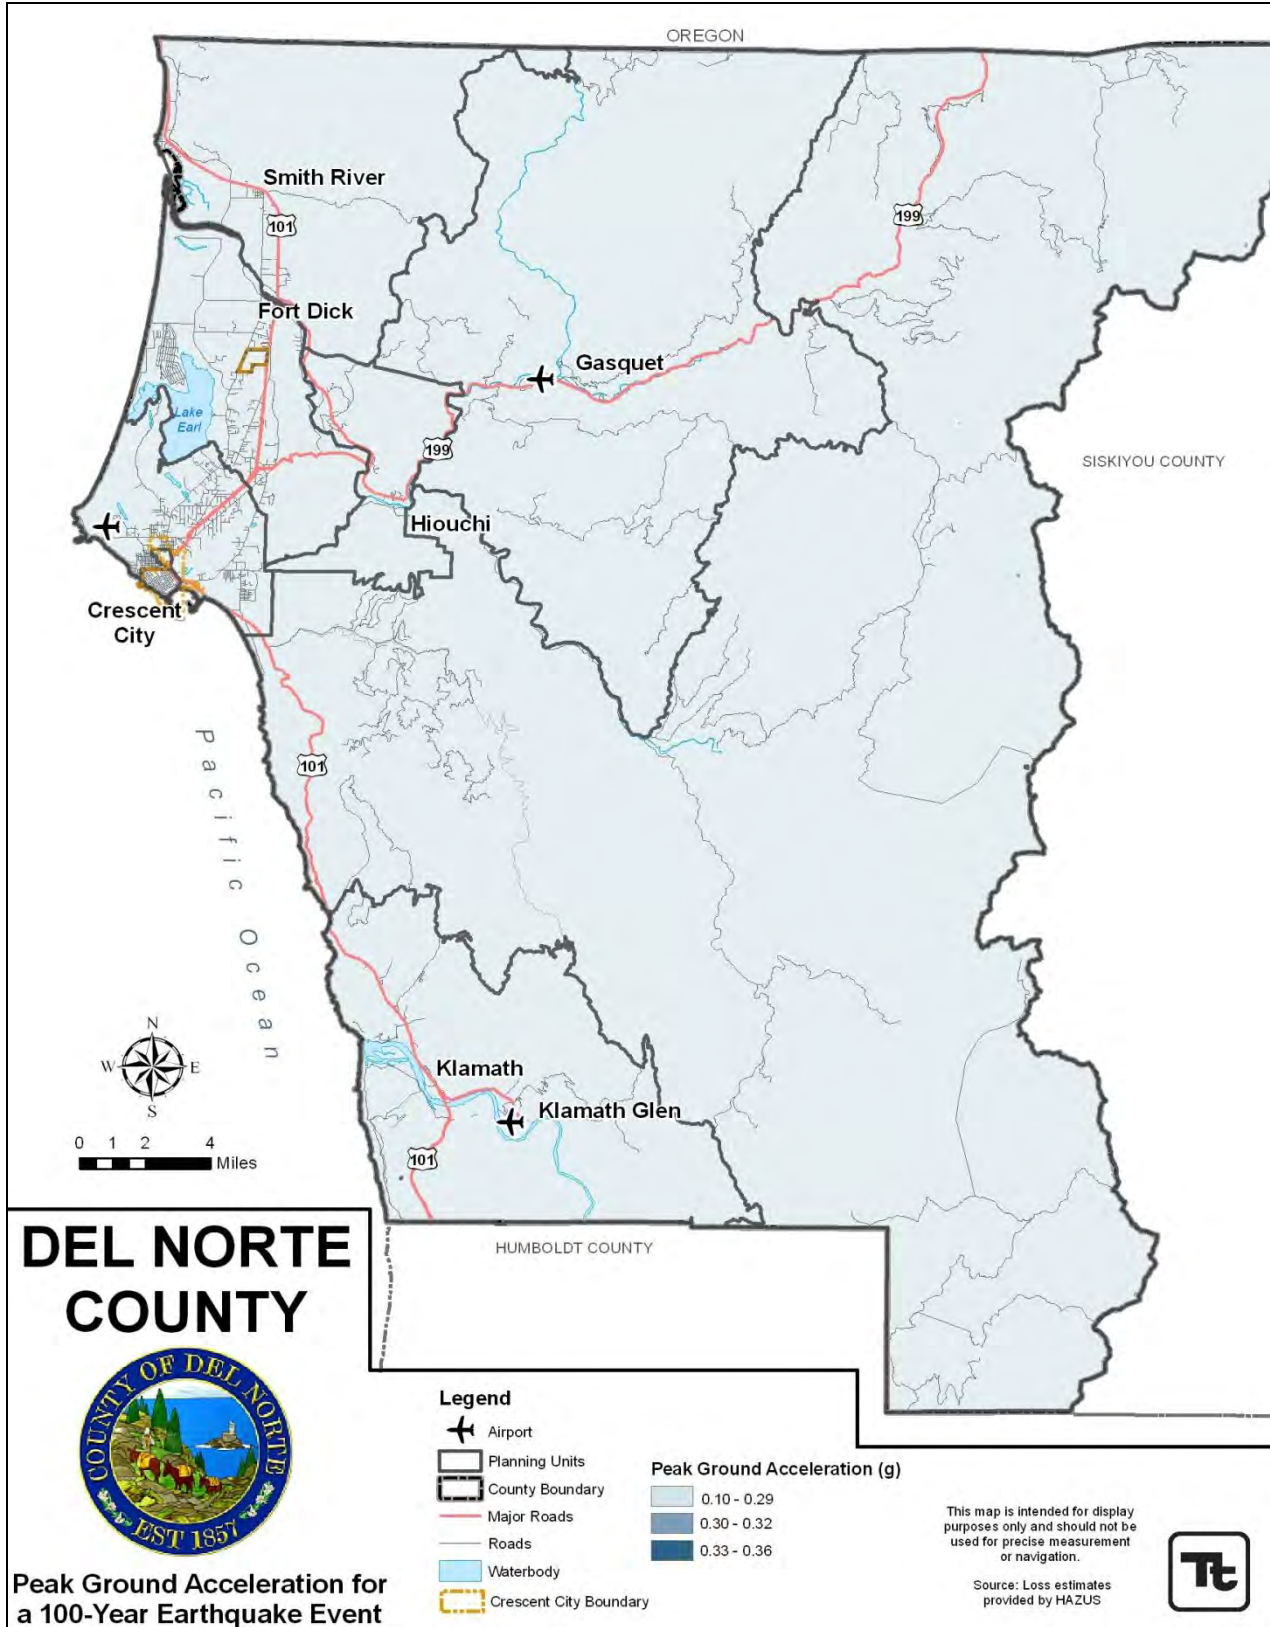 OREGON
Smith River
101
199
Fort Dick
Gasquet
Lake
Earl
199
SISKIYOU COUNTY
Hiouchi
Crescent
City
Pacific Ocean
101
N
W
E
S
Klamath
Klamath Glen
0 1 2 4
Miles
101
HUMBOLDT COUNTY
DEL NORTE
COUNTY
COUNTY OF DEL NORTE
EST 1857
Peak Ground Acceleration for
a 100-Year Earthquake Event
Legend
Airport
Planning Units
County Boundary
Major Roads
Roads
Waterbody
Crescent City Boundary
Peak Ground Acceleration (g)
0.10 - 0.29
0.30 - 0.32
0.33 - 0.36
This map is intended for display
purposes only and should not be
used for precise measurement
or navigation.
Source: Loss estimates
provided by HAZUS
Tt